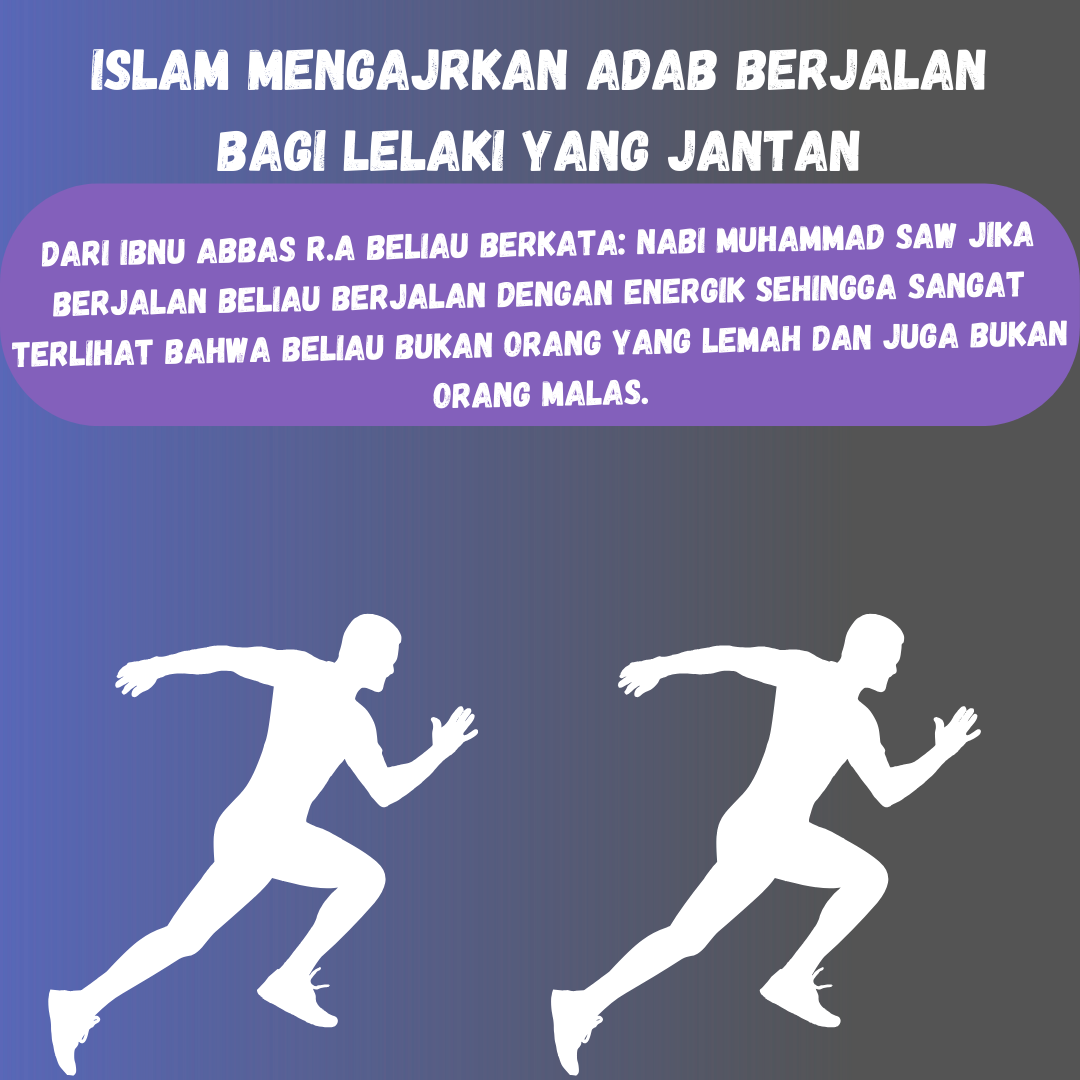 ISLAM MENGAJRKAN ADAB BERJALAN
BAGI LELAKI YANG JANTAN
DARI IBNU ABBAS R.A BELIAU BERKATA: NABI MUHAMMAD SAW JIKA
BERJALAN BELIAU BERJALAN DENGAN ENERGIK SEHINGGA SANGAT
TERLIHAT BAHWA BELIAU BUKAN ORANG YANG LEMAH DAN JUGA BUKAN
ORANG MALAS.